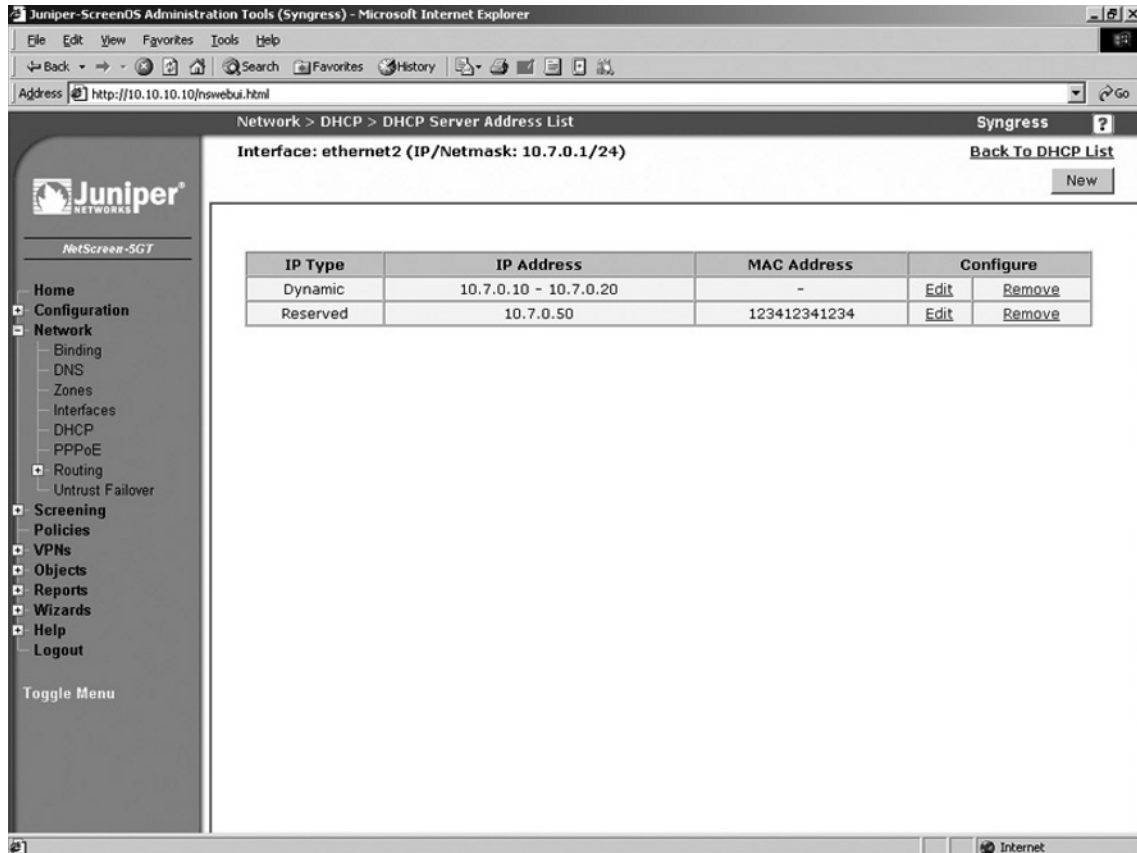 Juniper-ScreenOS Administration Tools (Syngress) - Microsoft Internet Explorer
File Edit View Favorites Tools Help
Back Search Favorites History
Address http://10.10.10.10/nswebui.html Go
Network > DHCP > DHCP Server Address List Syngress ?
Interface: ethernet2 (IP/Netmask: 10.7.0.1/24) Back To DHCP List
New
Juniper®
NETWORKS
NetScreen-5GT
IP Type IP Address MAC Address Configure
Dynamic 10.7.0.10 - 10.7.0.20 - Edit Remove
Reserved 10.7.0.50 123412341234 Edit Remove
Home
Configuration
Network
Binding
DNS
Zones
Interfaces
DHCP
PPPoE
Routing
Untrust Failover
Screening
Policies
VPNs
Objects
Reports
Wizards
Help
Logout
Toggle Menu
Internet